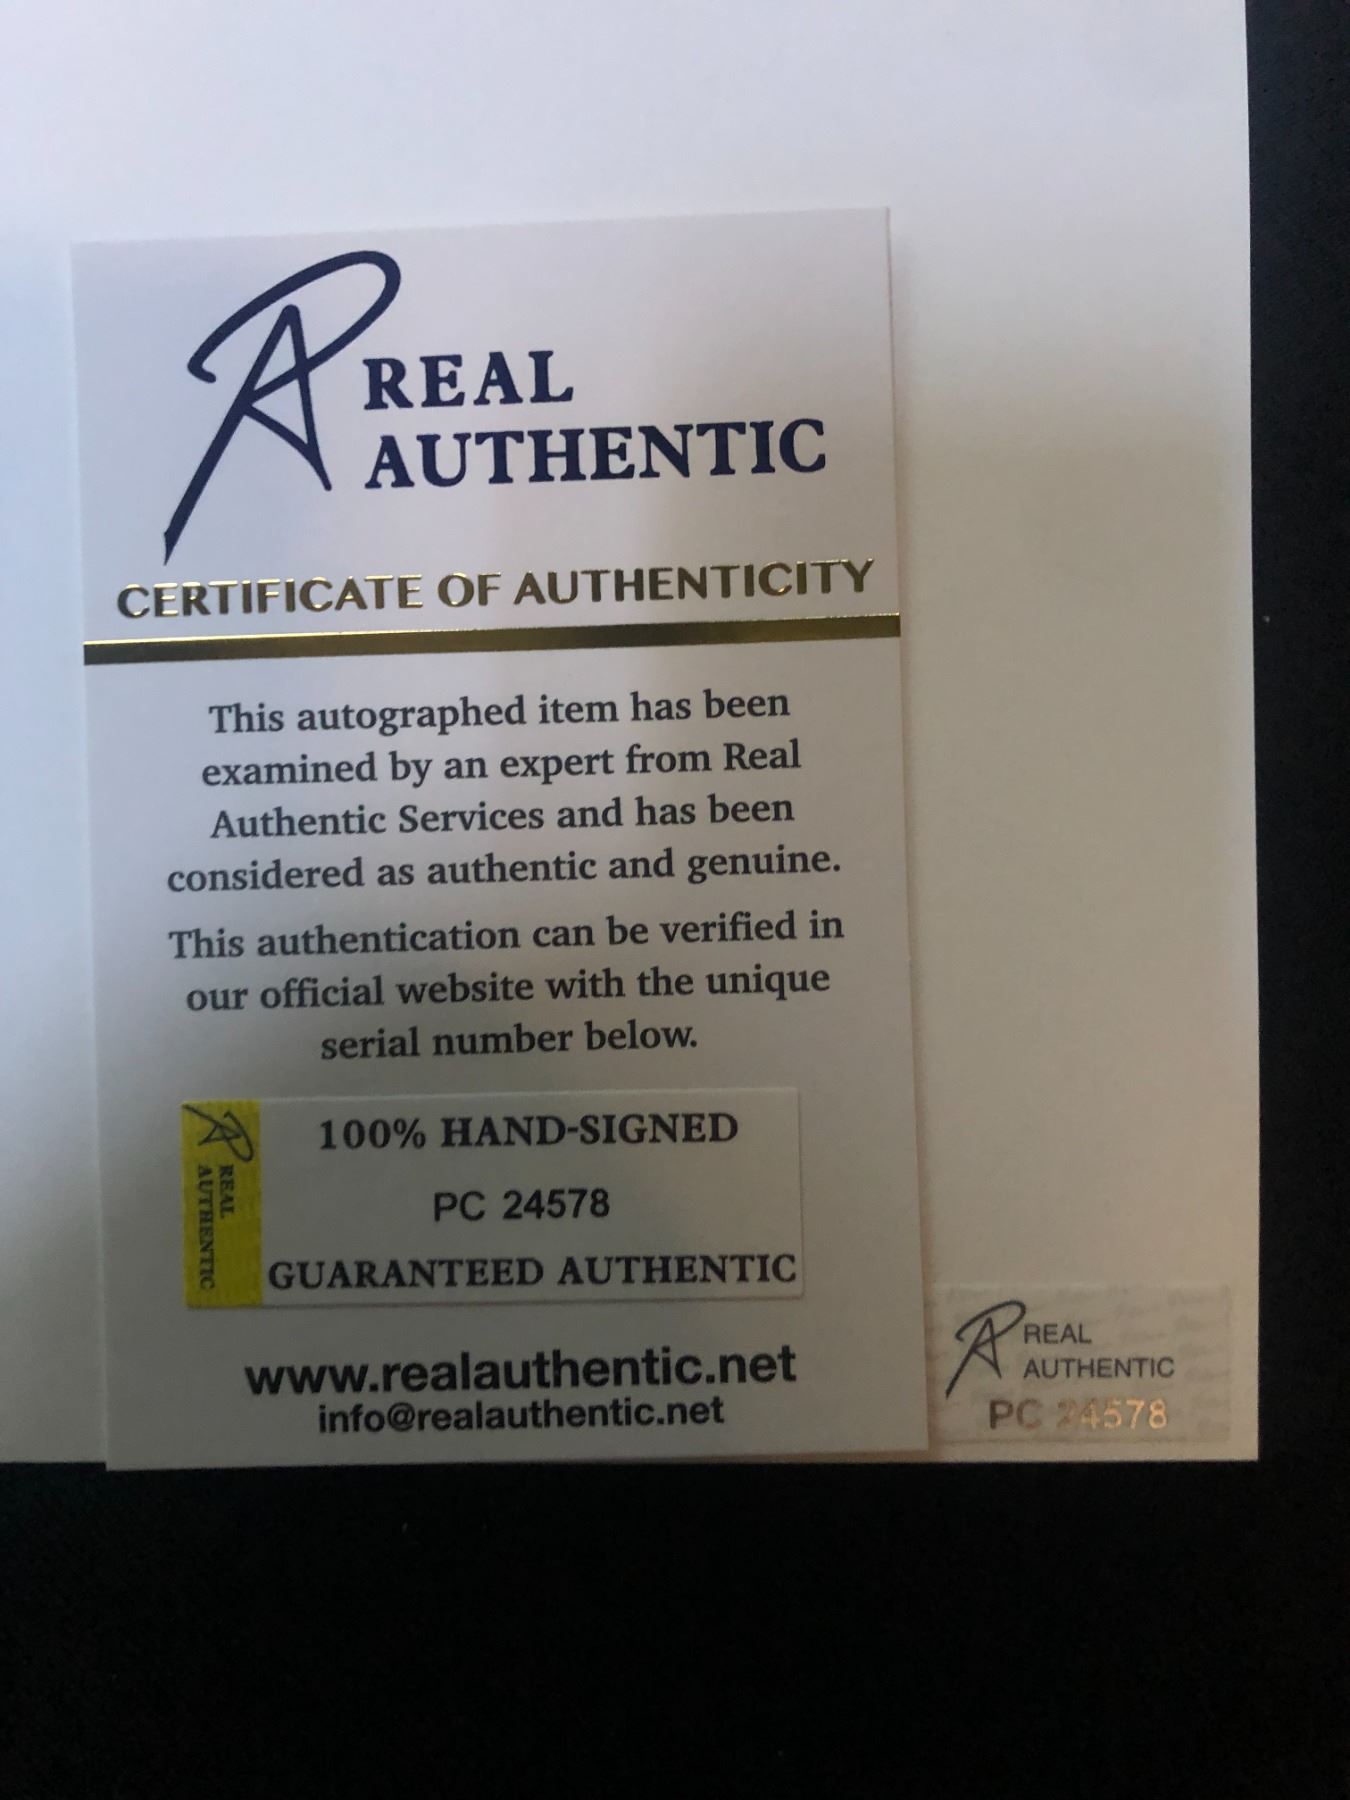 REAL
AUTHENTIC
CERTIFICATE OF AUTHENTICITY
This autographed item has been
examined by an expert from Real
Authentic Services and has been
considered as authentic and genuine.
This authentication can be verified in
our official website with the unique
serial number below.
REAL
AUTHENTIC
100% HAND-SIGNED
PC 24578
GUARANTEED AUTHENTIC
www.realauthentic.net
info@realauthentic.net
REAL
AUTHENTIC
PC 24578